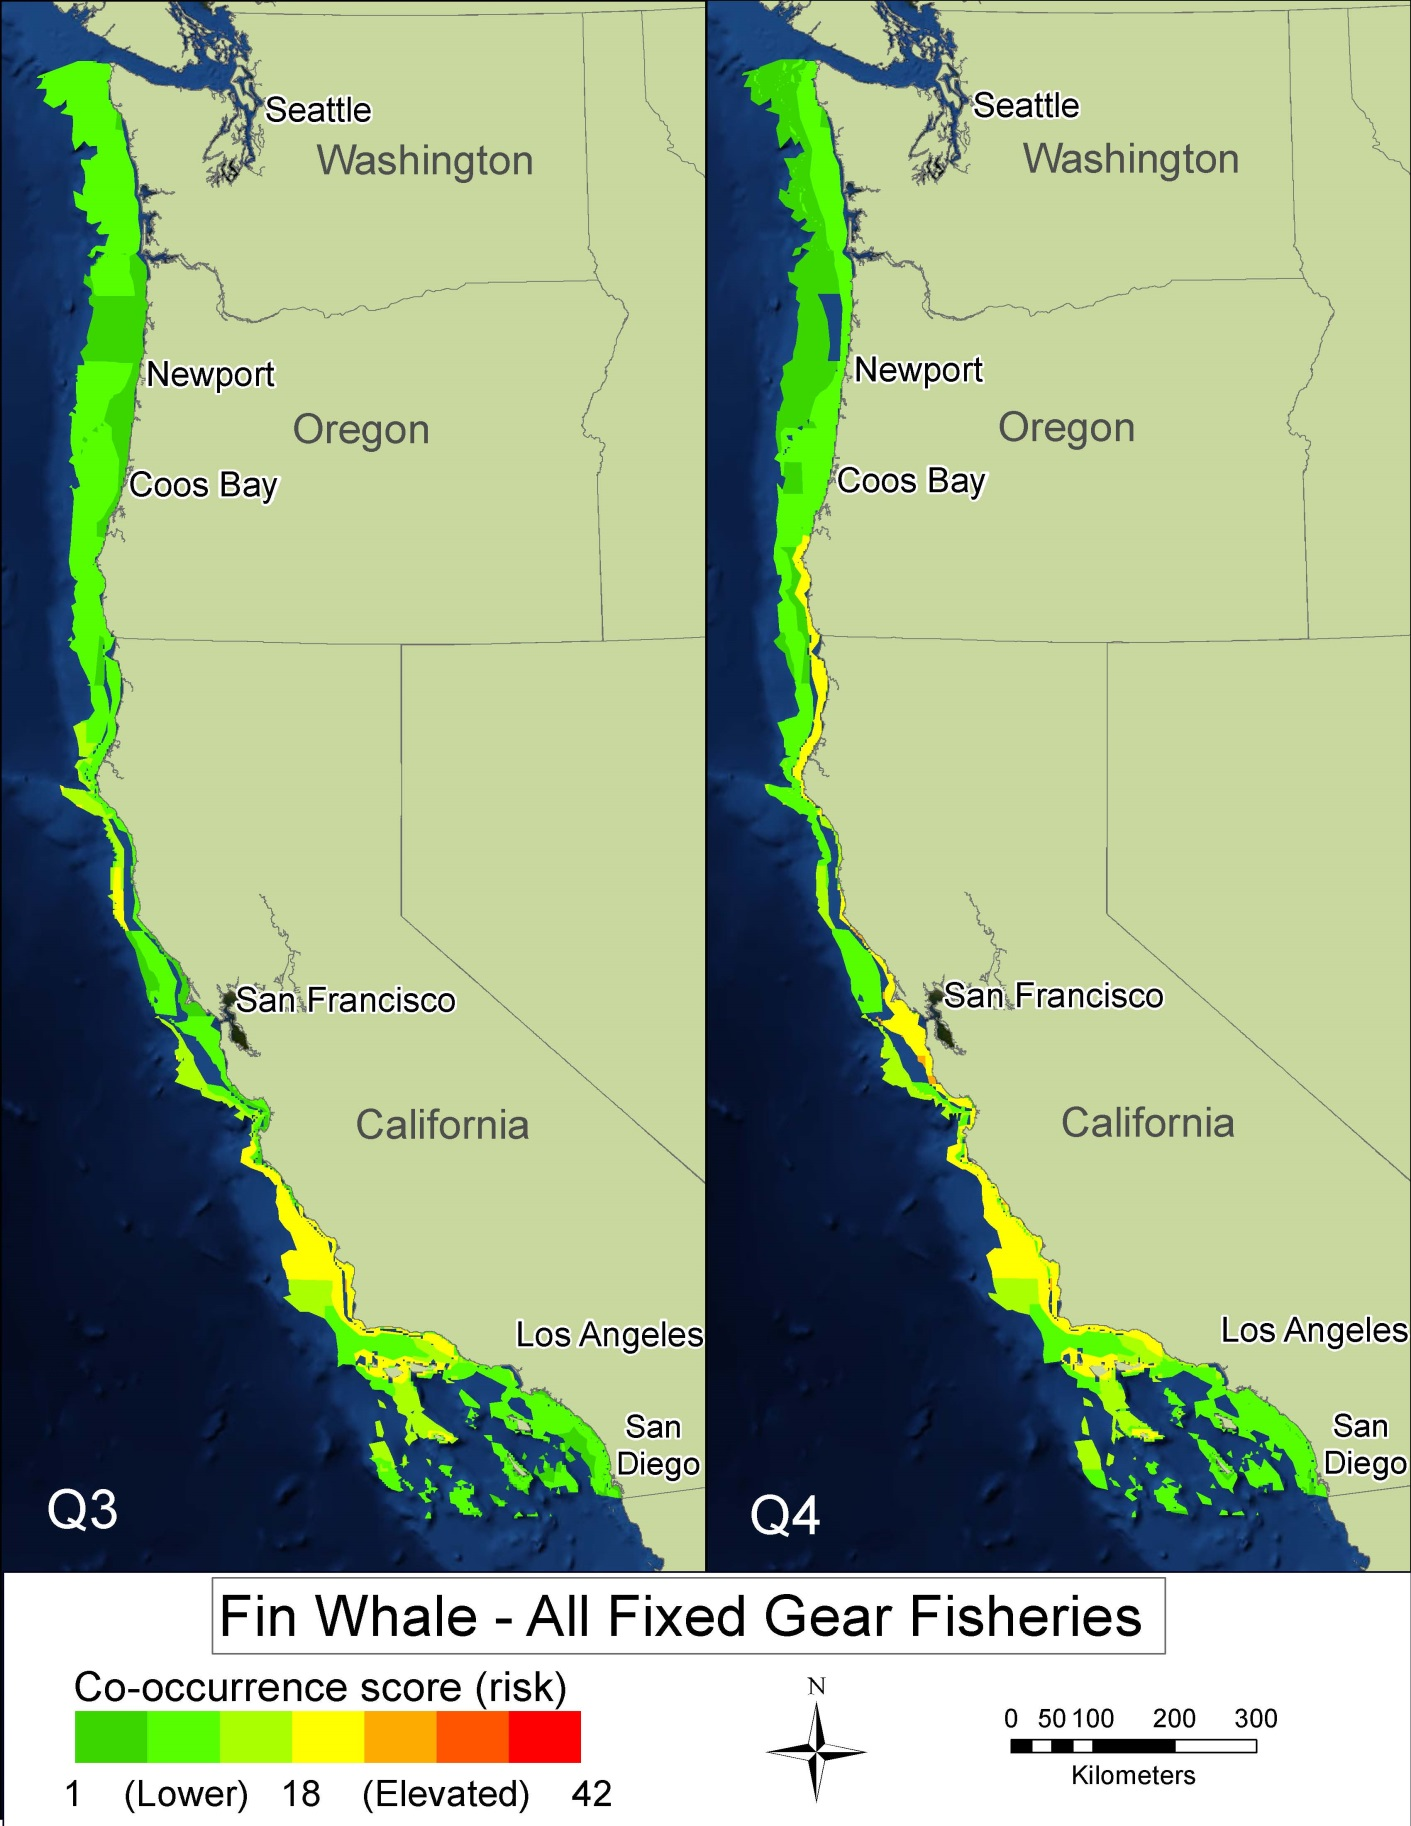 Seattle
Washington
Newport
Oregon
Coos Bay
San Francisco
California
Los Angeles
San
Diego
Q3
Seattle
Washington
Newport
Oregon
Coos Bay
San Francisco
California
Los Angeles
San
Diego
Q4
Fin Whale - All Fixed Gear Fisheries
Co-occurrence score (risk)
1 (Lower) 18 (Elevated) 42
N
0 50 100 200 300
Kilometers